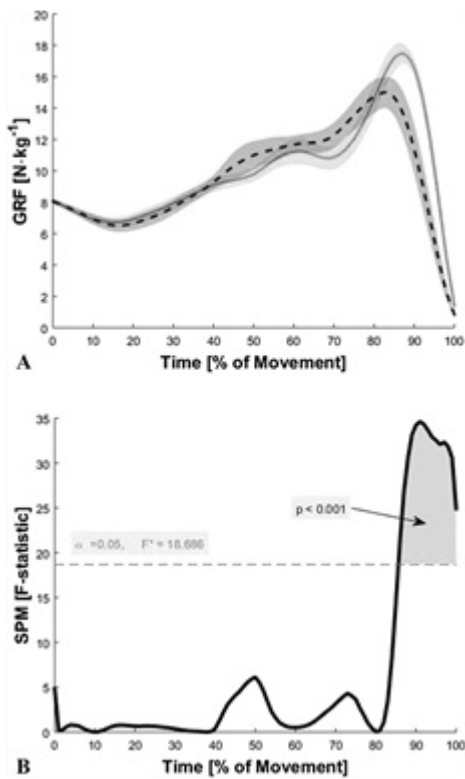 20
18
16
14
12
10
8
6
4
2
0
GRF [N·kg-1]
0 10 20 30 40 50 60 70 80 90 100
Time [% of Movement]
A
35
30
25
20
15
10
5
0
SPM [F-statistic]
p < 0.001
α =0.05, F* = 18.686
0 10 20 30 40 50 60 70 80 90 100
Time [% of Movement]
B